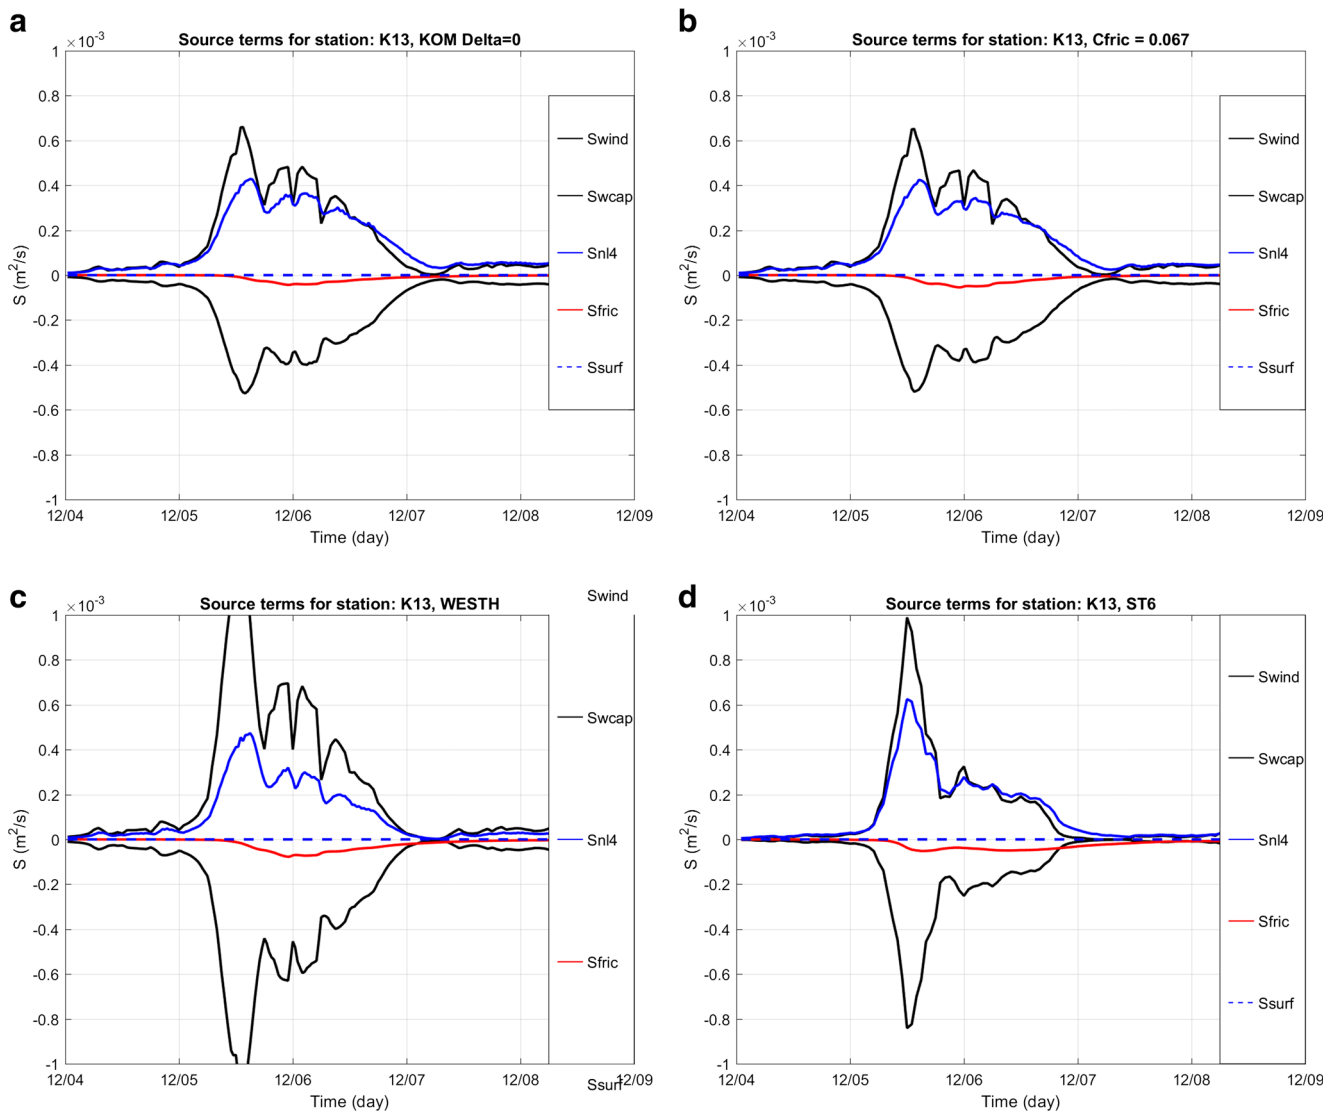 a
×10-3
Source terms for station: K13, KOM Delta=0
1
0.8
0.6
0.4
0.2
0
-0.2
-0.4
-0.6
-0.8
-1
S (m2/s)
12/04
12/05
12/06
12/07
12/08
12/09
Time (day)
Swind
Swcap
Snl4
Sfric
Ssurf
b
×10-3
Source terms for station: K13, Cfric = 0.067
1
0.8
0.6
0.4
0.2
0
-0.2
-0.4
-0.6
-0.8
-1
S (m2/s)
12/04
12/05
12/06
12/07
12/08
12/09
Time (day)
Swind
Swcap
Snl4
Sfric
Ssurf
c
×10-3
Source terms for station: K13, WESTH
1
0.8
0.6
0.4
0.2
0
-0.2
-0.4
-0.6
-0.8
-1
S (m2/s)
12/04
12/05
12/06
12/07
12/08
12/09
Time (day)
Swind
Swcap
Snl4
Sfric
Ssurf
d
×10-3
Source terms for station: K13, ST6
1
0.8
0.6
0.4
0.2
0
-0.2
-0.4
-0.6
-0.8
-1
S (m2/s)
12/04
12/05
12/06
12/07
12/08
12/09
Time (day)
Swind
Swcap
Snl4
Sfric
Ssurf